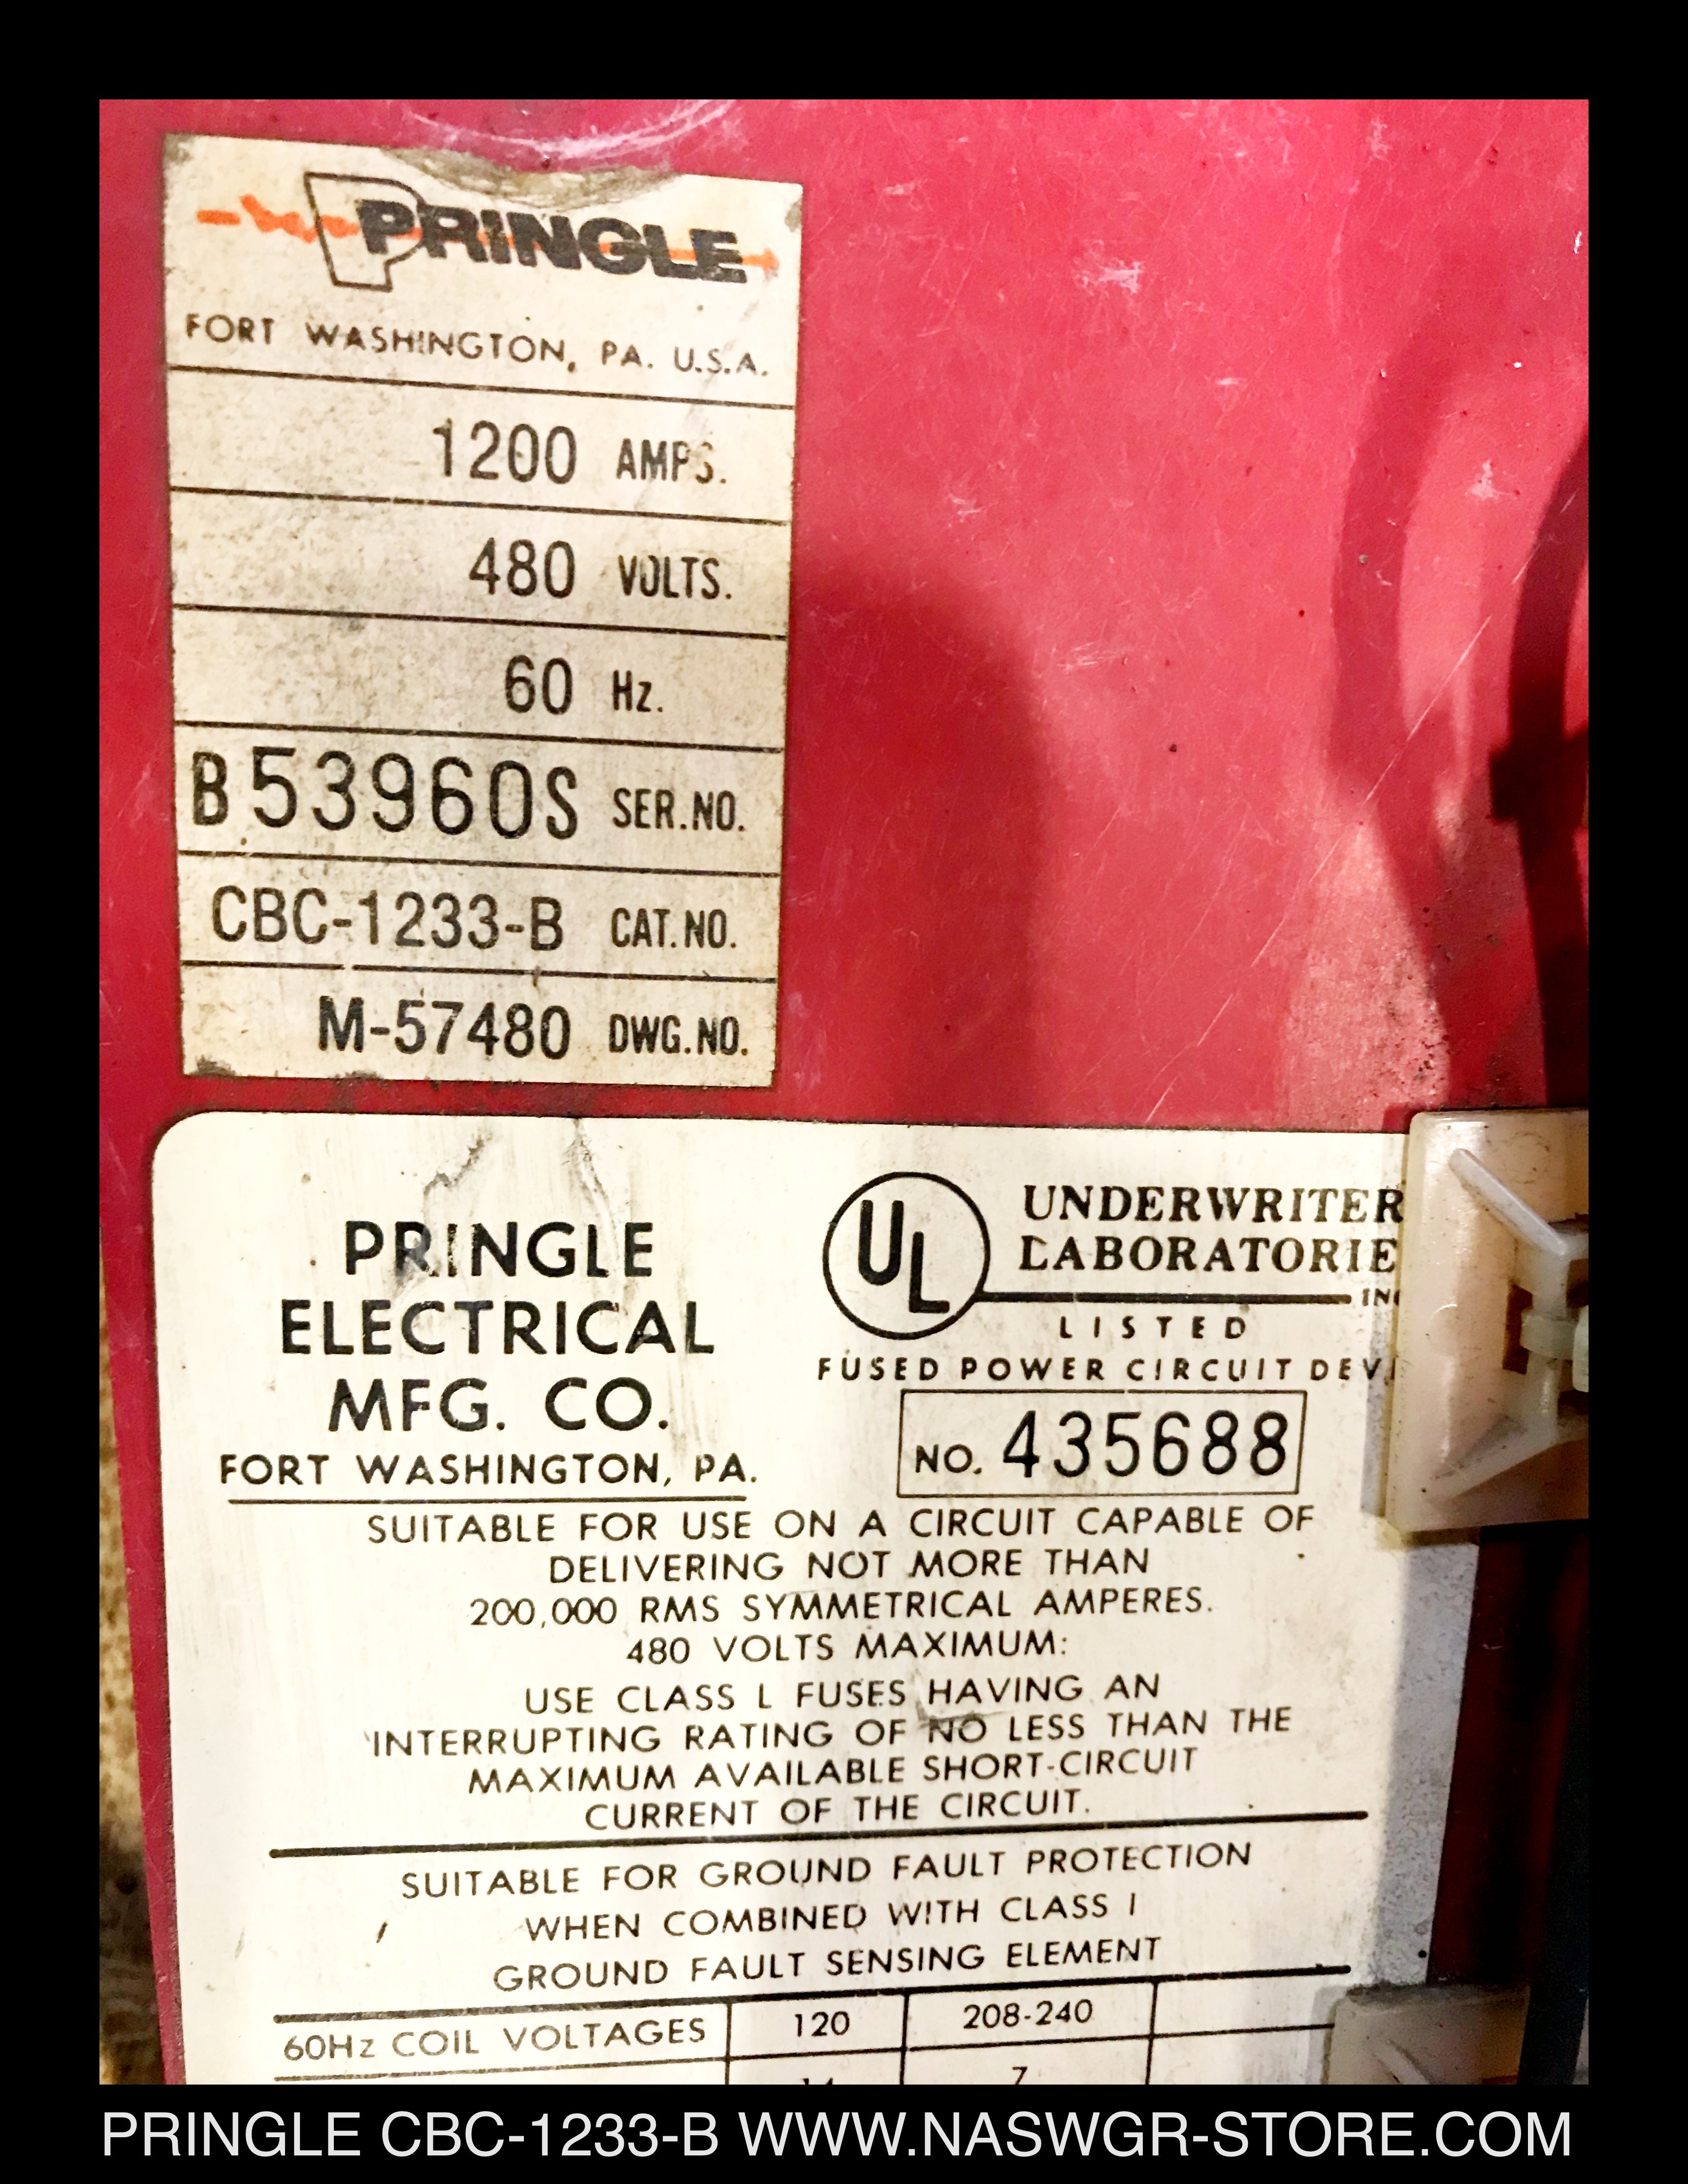 PRINGLE
FORT WASHINGTON, PA. U.S.A.
1200 AMPS.
480 VOLTS.
60 Hz.
B53960S SER.NO.
CBC-1233-B CAT.NO.
M-57480 DWG.NO.
PRINGLE
ELECTRICAL
MFG. CO.
FORT WASHINGTON, PA.
UL
UNDERWRITER
LABORATORIE
LISTED
FUSED POWER CIRCUIT
NO. 435688
SUITABLE FOR USE ON A CIRCUIT CAPABLE OF
DELIVERING NOT MORE THAN
200,000 RMS SYMMETRICAL AMPERES.
480 VOLTS MAXIMUM:
USE CLASS L FUSES HAVING AN
INTERRUPTING RATING OF NO LESS THAN THE
MAXIMUM AVAILABLE SHORT-CIRCUIT
CURRENT OF THE CIRCUIT.
SUITABLE FOR GROUND FAULT PROTECTION
WHEN COMBINED WITH CLASS I
GROUND FAULT SENSING ELEMENT
60Hz COIL VOLTAGES 120 208-240
PRINGLE CBC-1233-B WWW.NASWGR-STORE.COM